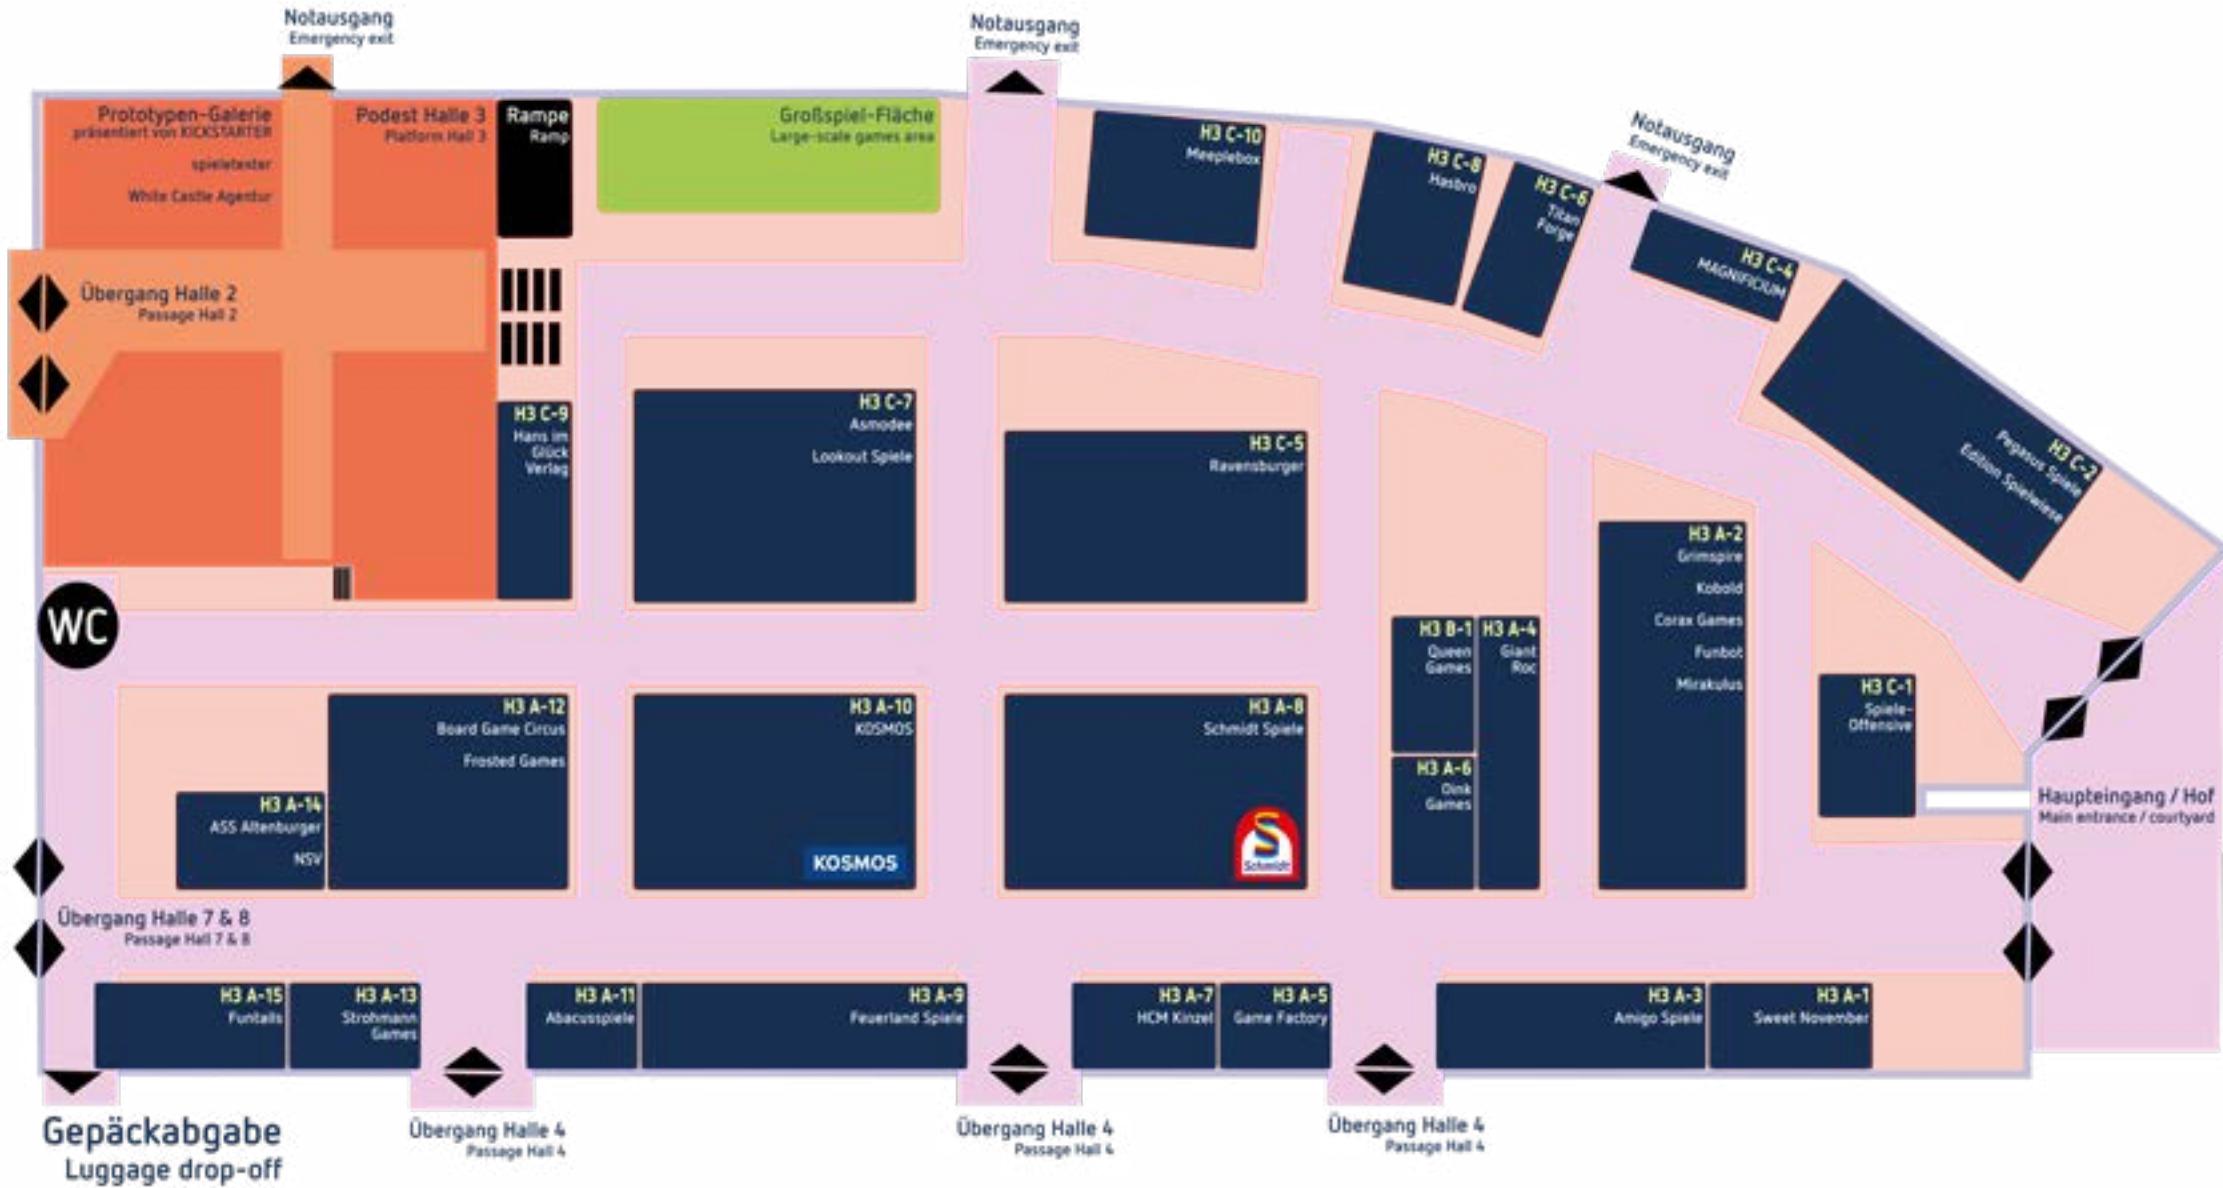 Notausgang
Emergency exit
Notausgang
Emergency exit
Notausgang
Emergency exit
Prototypen-Galerie
präsentiert von KICKSTARTER
spieletester
White Castle Agentur
Podest Halle 3
Platform Hall 3
Rampe
Ramp
Großspiel-Fläche
Large-scale games area
H3 C-10
Meeplebox
H3 C-8
Hasbro
H3 C-6
Titan
Forge
H3 C-4
MAGNIFICIUM
H3 C-2
Pegasus Spiele
Edition Spielwiese
Übergang Halle 2
Passage Hall 2
H3 C-9
Hans im
Glück
Verlag
H3 C-7
Asmodee
Lookout Spiele
H3 C-5
Ravensburger
H3 A-2
Grimspire
Kobold
Corax Games
Funbot
Mirakulus
WC
H3 B-1
Queen
Games
H3 A-4
Giant
Roc
H3 C-1
Spiele-
Offensive
H3 A-12
Board Game Circus
Frosted Games
H3 A-10
KOSMOS
KOSMOS
H3 A-8
Schmidt Spiele
Schmidt
H3 A-6
Oink
Games
H3 A-14
ASS Altenburger
NSV
Haupteingang / Hof
Main entrance / courtyard
Übergang Halle 7 & 8
Passage Hall 7 & 8
H3 A-15
Funtails
H3 A-13
Strohmann
Games
H3 A-11
Abacusspiele
H3 A-9
Feuerland Spiele
H3 A-7
HCM Kinzel
H3 A-5
Game Factory
H3 A-3
Amigo Spiele
H3 A-1
Sweet November
Gepäckabgabe
Luggage drop-off
Übergang Halle 4
Passage Hall 4
Übergang Halle 4
Passage Hall 4
Übergang Halle 4
Passage Hall 4